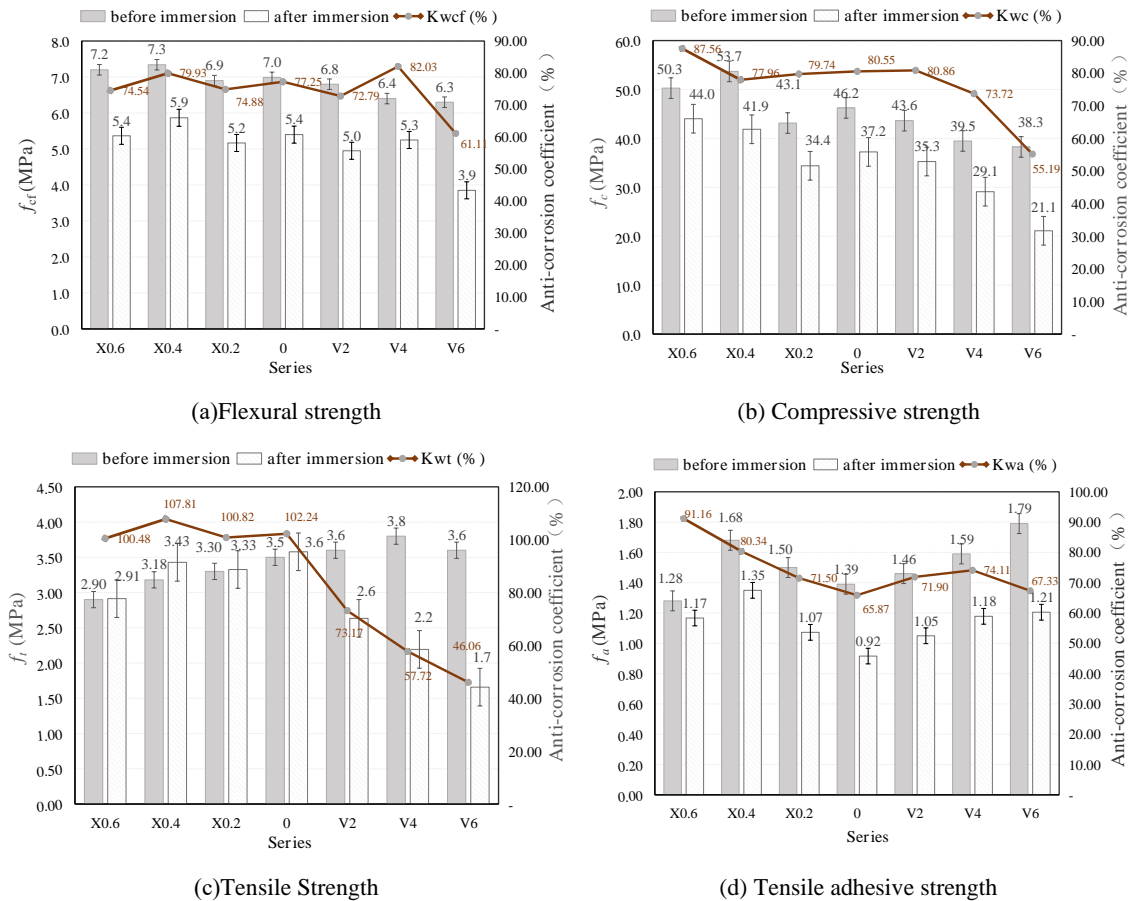 before immersion after immersion Kwcf (%)
8.0 90.00
7.0 80.00
6.0 70.00
5.0 60.00
4.0 50.00
3.0 40.00
2.0 30.00
1.0 20.00
0.0 10.00
-
7.2 7.3 6.9 7.0 6.8 6.4 6.3
74.54 79.93 74.88 77.25 72.79 82.03 61.11
5.4 5.9 5.2 5.4 5.0 5.3 3.9
fcf (MPa)
Anti-corrosion coefficient (%)
X0.6 X0.4 X0.2 0 V2 V4 V6
Series
(a)Flexural strength
before immersion after immersion Kwc (%)
60.0 90.00
50.0 80.00
40.0 70.00
30.0 60.00
20.0 50.00
10.0 40.00
0.0 30.00
20.00
10.00
-
50.3 53.7 43.1 46.2 43.6 39.5 38.3
87.56 77.96 79.74 80.55 80.86 73.72 55.19
44.0 41.9 34.4 37.2 35.3 29.1 21.1
fc (MPa)
Anti-corrosion coefficient (%)
X0.6 X0.4 X0.2 0 V2 V4 V6
Series
(b) Compressive strength
before immersion after immersion Kwt (%)
4.50 120.00
4.00 100.00
3.50 80.00
3.00 60.00
2.50 40.00
2.00 20.00
1.50 -
1.00
0.50
0.00
100.48 107.81 100.82 102.24 73.17 57.72 46.06
2.90 3.18 3.30 3.5 3.6 3.8 3.6
2.91 3.43 3.33 3.6 2.6 2.2 1.7
ft (MPa)
Anti-corrosion coefficient (%)
X0.6 X0.4 X0.2 0 V2 V4 V6
Series
(c)Tensile Strength
before immersion after immersion Kwa (%)
2.00 100.00
1.80 90.00
1.60 80.00
1.40 70.00
1.20 60.00
1.00 50.00
0.80 40.00
0.60 30.00
0.40 20.00
0.20 10.00
0.00 -
91.16 80.34 71.50 65.87 71.90 74.11 67.33
1.28 1.68 1.50 1.39 1.46 1.59 1.79
1.17 1.35 1.07 0.92 1.05 1.18 1.21
fa (MPa)
Anti-corrosion coefficient (%)
X0.6 X0.4 X0.2 0 V2 V4 V6
Series
(d) Tensile adhesive strength